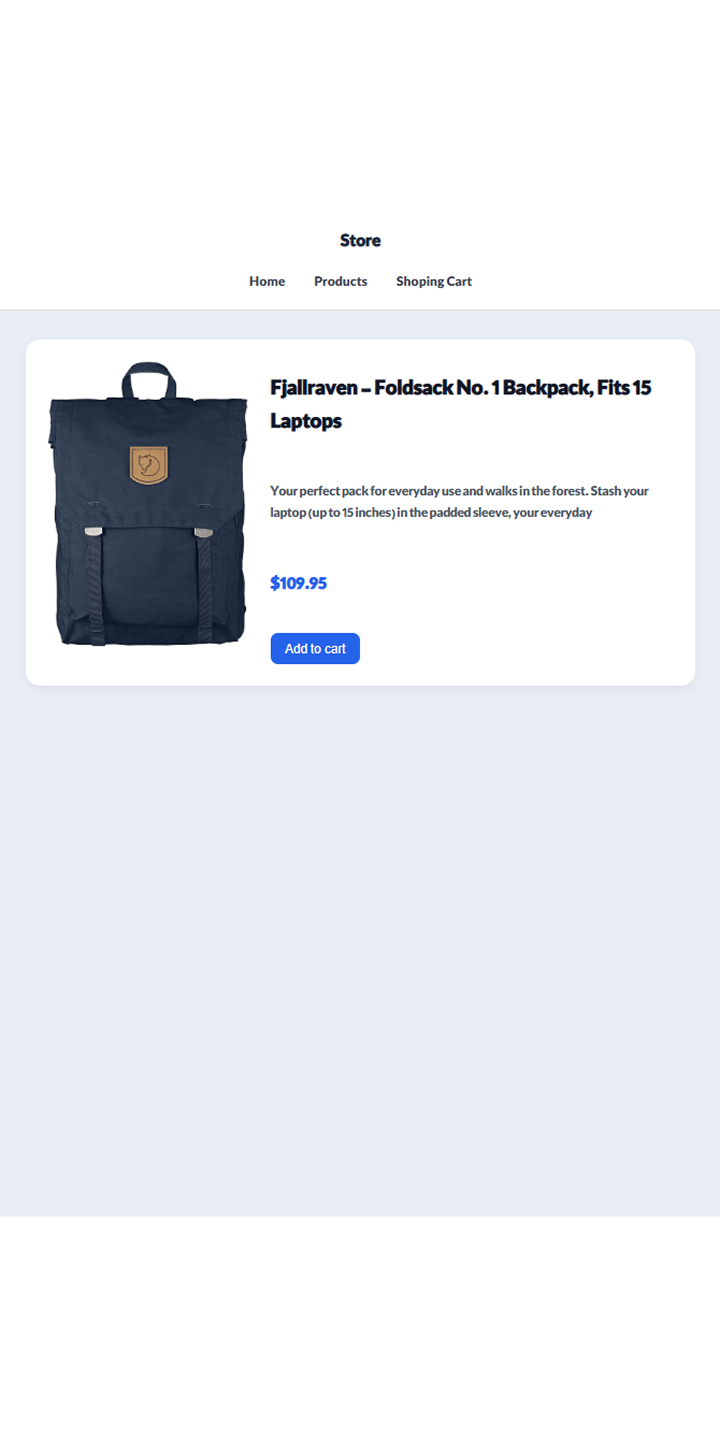 Store
Home Products Shoping Cart
Fjallraven – Foldsack No. 1 Backpack, Fits 15
Laptops
Your perfect pack for everyday use and walks in the forest. Stash your
laptop (up to 15 inches) in the padded sleeve, your everyday
$109.95
Add to cart